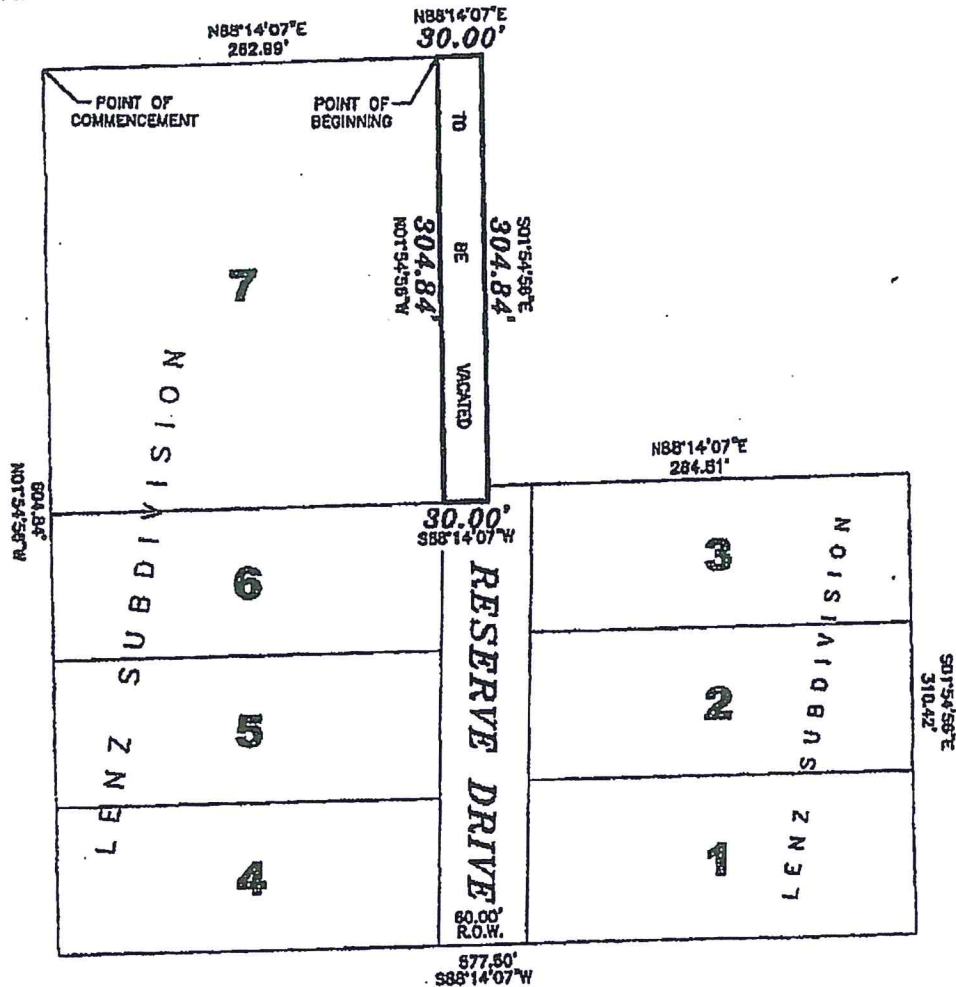 N88°14'07"E
262.99'
N88°14'07"E
30.00'
POINT OF
COMMENCEMENT
POINT OF
BEGINNING
TO BE VACATED
304.84'
N01°54'56"W
S01°54'56"E
304.84'
7
LENZ SUBDIVISION
604.84'
N01°54'56"W
30.00'
S88°14'07"W
N88°14'07"E
284.51'
6
5
4
RESERVE DRIVE
60.00'
R.O.W.
3
2
1
LENZ SUBDIVISION
S01°54'56"E
310.42'
577.50'
S88°14'07"W